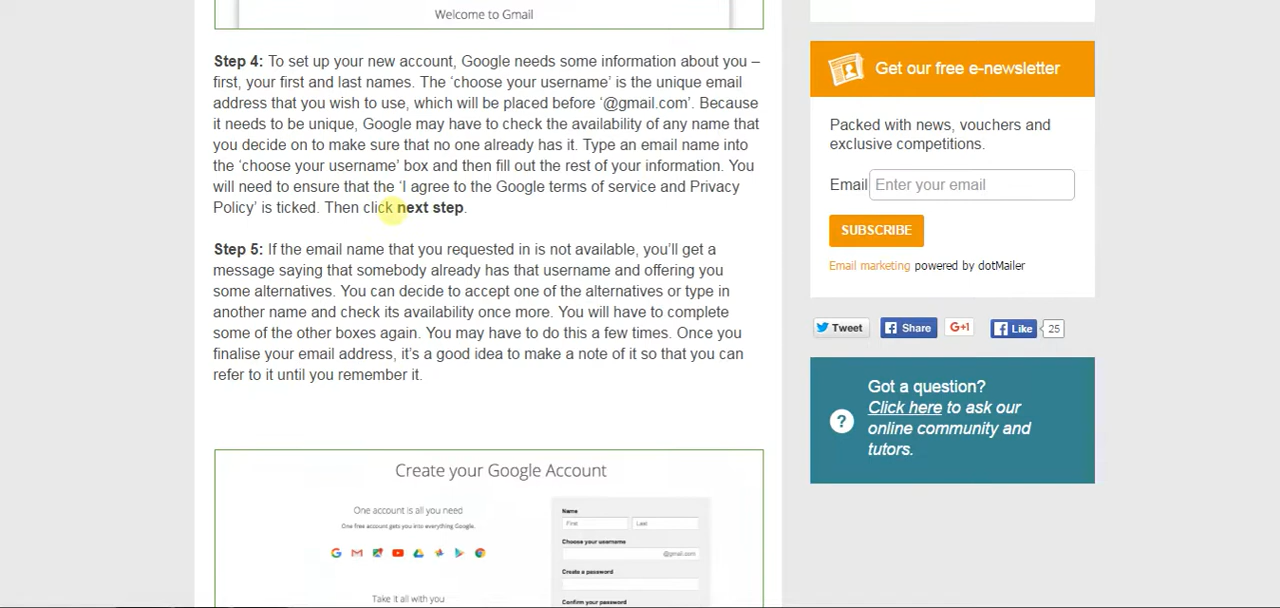 Welcome to Gmail
Step 4: To set up your new account, Google needs some information about you –
first, your first and last names. The ‘choose your username’ is the unique email
address that you wish to use, which will be placed before ‘@gmail.com’. Because
it needs to be unique, Google may have to check the availability of any name that
you decide on to make sure that no one already has it. Type an email name into
the ‘choose your username’ box and then fill out the rest of your information. You
will need to ensure that the ‘I agree to the Google terms of service and Privacy
Policy’ is ticked. Then click next step.
Step 5: If the email name that you requested in is not available, you’ll get a
message saying that somebody already has that username and offering you
some alternatives. You can decide to accept one of the alternatives or type in
another name and check its availability once more. You will have to complete
some of the other boxes again. You may have to do this a few times. Once you
finalise your email address, it’s a good idea to make a note of it so that you can
refer to it until you remember it.
Create your Google Account
One account is all you need
One free account gets you into everything Google.
Take it all with you
Name
First
Last
Choose your username
@gmail.com
Create a password
Confirm your password
Get our free e-newsletter
Packed with news, vouchers and
exclusive competitions.
Email
Enter your email
SUBSCRIBE
Email marketing powered by dotMailer
Tweet
Share
G+1
Like
25
Got a question?
Click here to ask our
online community and
tutors.